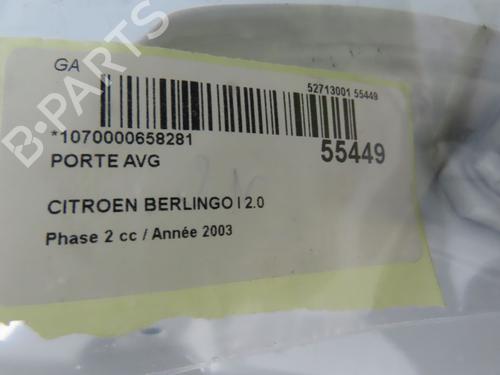 GA
52713001 55449
*1070000658281
55449
PORTE AVG
CITROEN BERLINGO I 2.0
Phase 2 cc / Année 2003
B-PARTS